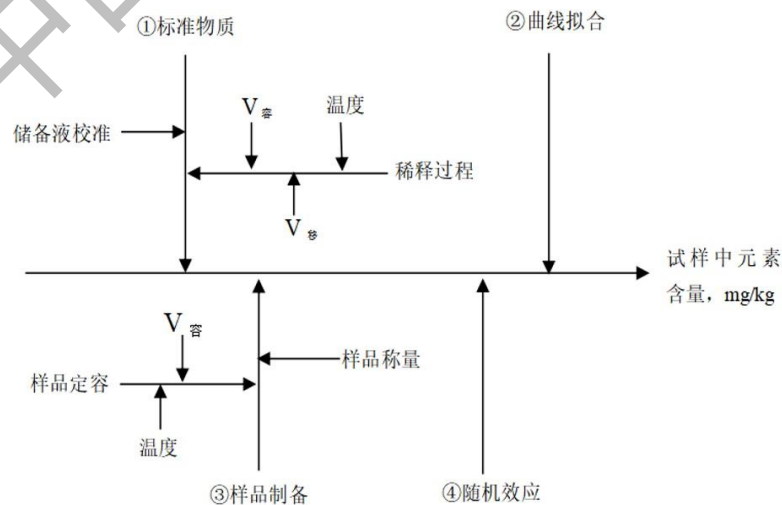 ①标准物质
②曲线拟合
V容
温度
储备液校准
稀释过程
V移
试样中元素
含量，mg/kg
V容
样品称量
样品定容
温度
③样品制备
④随机效应